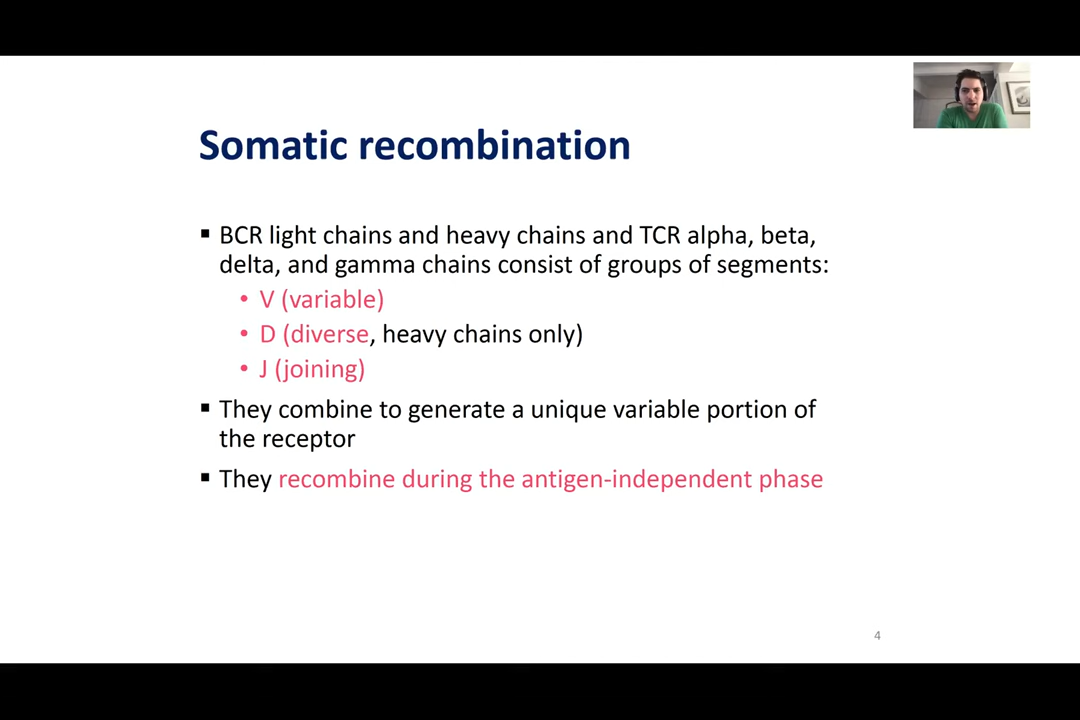 Somatic recombination
▪ BCR light chains and heavy chains and TCR alpha, beta,
delta, and gamma chains consist of groups of segments:
• V (variable)
• D (diverse, heavy chains only)
• J (joining)
▪ They combine to generate a unique variable portion of
the receptor
▪ They recombine during the antigen-independent phase
4